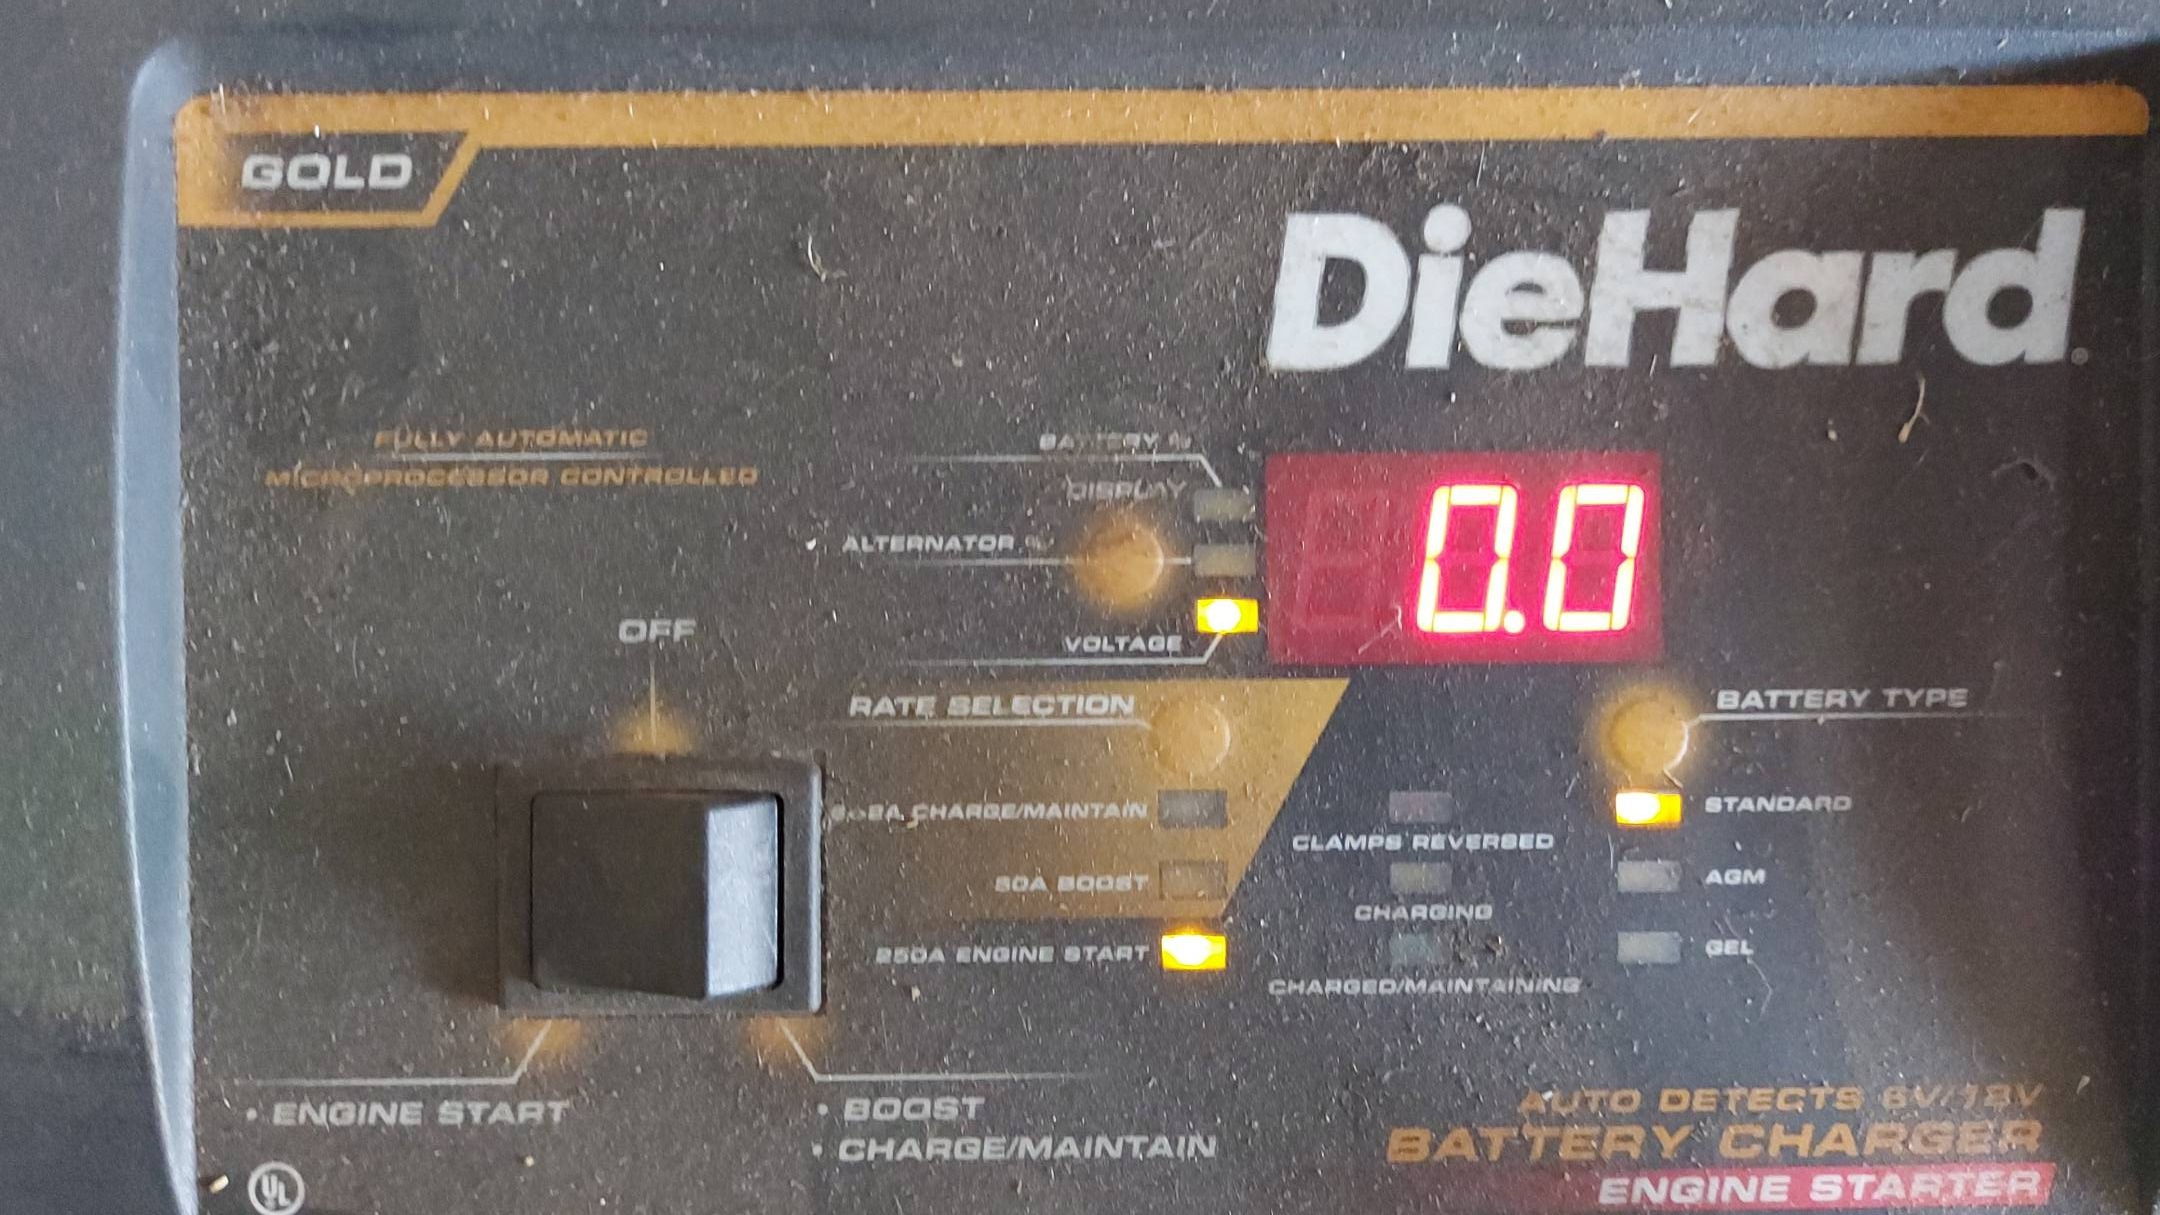 GOLD
DieHard
FULLY AUTOMATIC
MICROPROCESSOR CONTROLLED
BATTERY %
DISPLAY
ALTERNATOR %
0.0
VOLTAGE
OFF
RATE SELECTION
BATTERY TYPE
CHARGE/MAINTAIN
CLAMPS REVERSED
STANDARD
BOOST
CHARGING
AGM
250A ENGINE START
CHARGED/MAINTAINING
GEL
• ENGINE START
• BOOST
• CHARGE/MAINTAIN
AUTO DETECTS 6V/12V
BATTERY CHARGER
ENGINE STARTER
UL